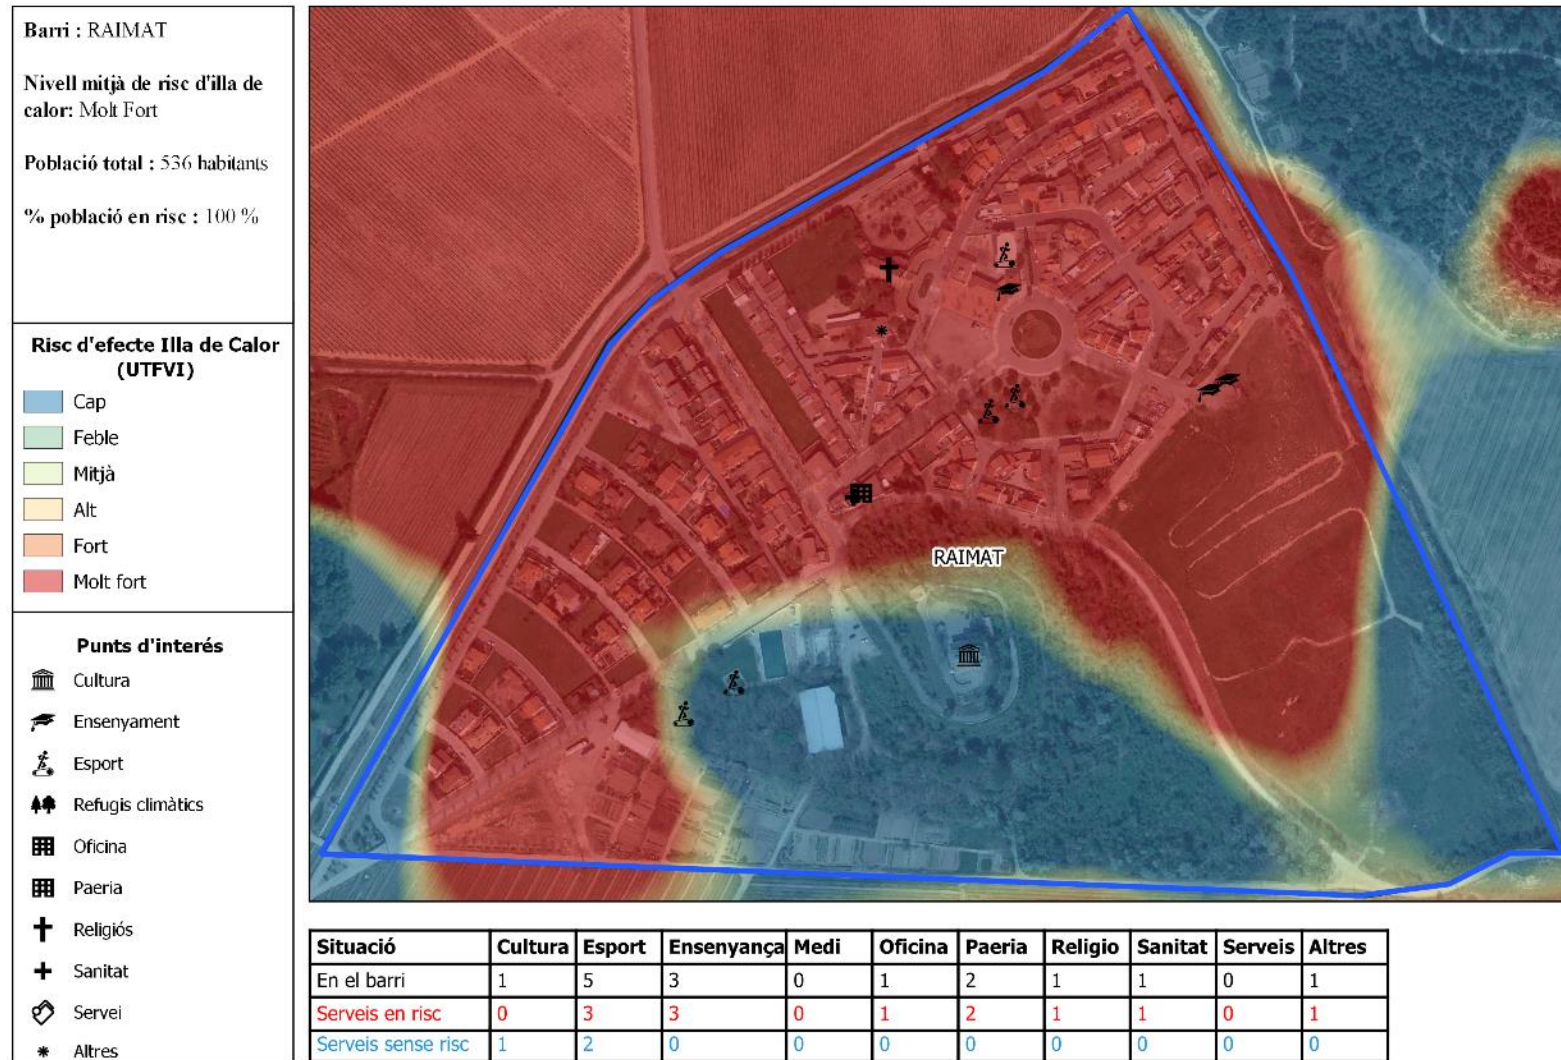 Barri : RAIMAT
Nivell mitjà de risc d'illa de
calor: Molt Fort
Població total : 536 habitants
% població en risc : 100 %
Risc d'efecte Illa de Calor
(UTFVI)
Cap
Feble
Mitjà
Alt
Fort
Molt fort
Punts d'interés
Cultura
Ensenyament
Esport
Refugis climàtics
Oficina
Paeria
Religiós
Sanitat
Servei
Altres
RAIMAT
Situació Cultura Esport Ensenyança Medi Oficina Paeria Religio Sanitat Serveis Altres
En el barri 1 5 3 0 1 2 1 1 0 1
Serveis en risc 0 3 3 0 1 2 1 1 0 1
Serveis sense risc 1 2 0 0 0 0 0 0 0 0